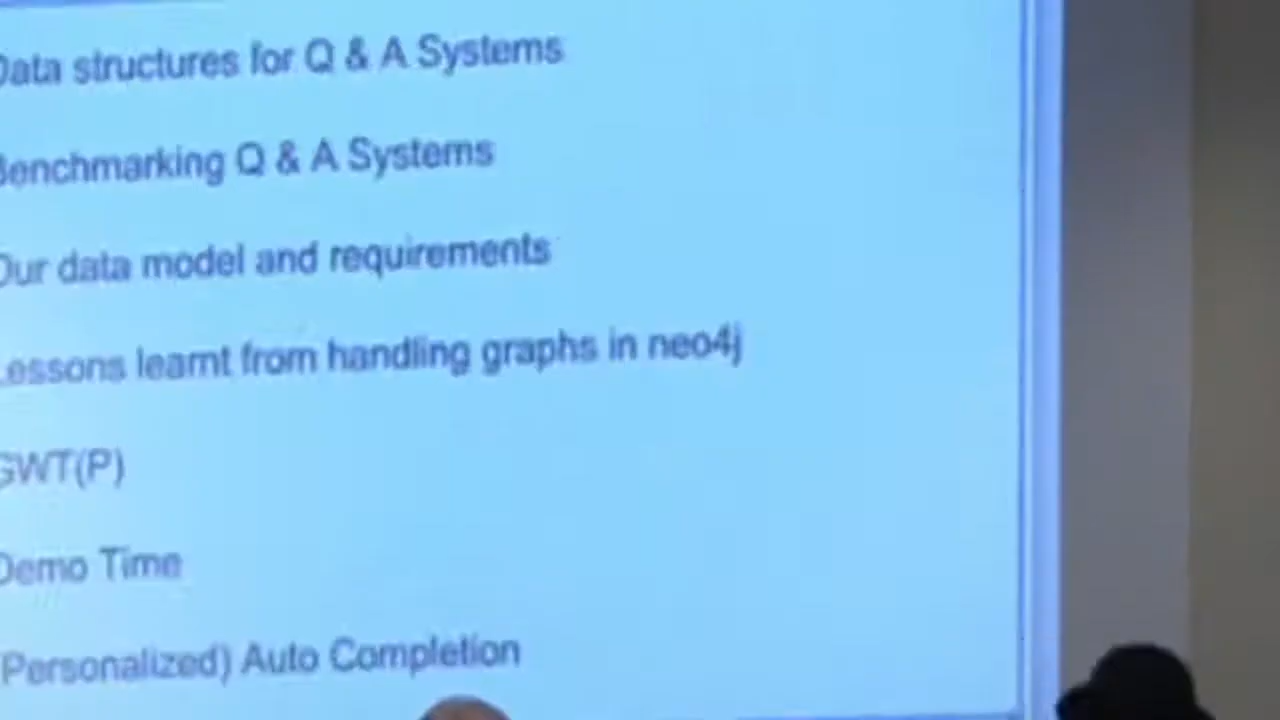 Data structures for Q & A Systems
Benchmarking Q & A Systems
Our data model and requirements
Lessons learnt from handling graphs in neo4j
GWT(P)
Demo Time
(Personalized) Auto Completion